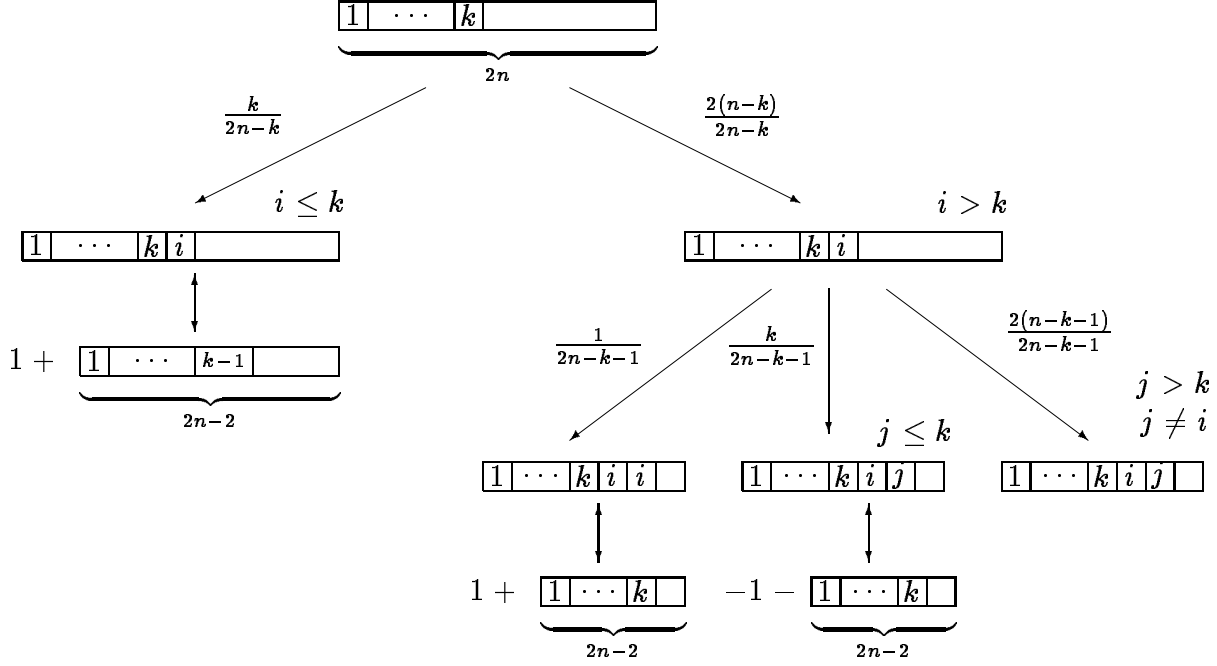 1 ⋯ k
2n
k/(2n−k)
2(n−k)/(2n−k)
i ≤ k
i > k
1 ⋯ k i
1 ⋯ k i
1/(2n−k−1)
k/(2n−k−1)
2(n−k−1)/(2n−k−1)
1 + 1 ⋯ k−1
2n−2
j > k
j ≠ i
j ≤ k
1 ⋯ k i i
1 ⋯ k i j
1 ⋯ k i j
1 + 1 ⋯ k
−1 − 1 ⋯ k
2n−2
2n−2